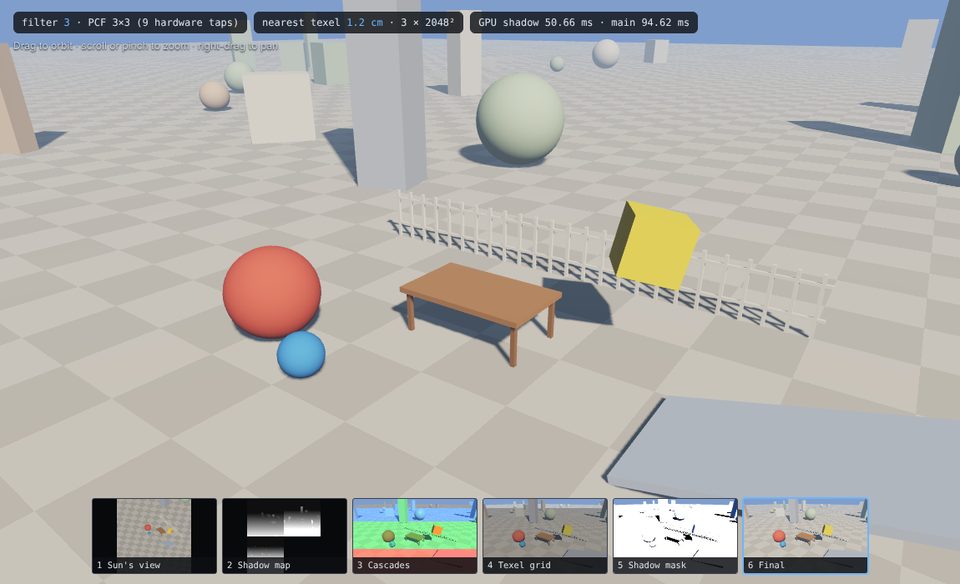 filter 3 · PCF 3×3 (9 hardware taps)
nearest texel 1.2 cm · 3 × 2048²
GPU shadow 50.66 ms · main 94.62 ms
Drag to orbit · scroll or pinch to zoom · right-drag to pan
1 Sun's view
2 Shadow map
3 Cascades
4 Texel grid
5 Shadow mask
6 Final